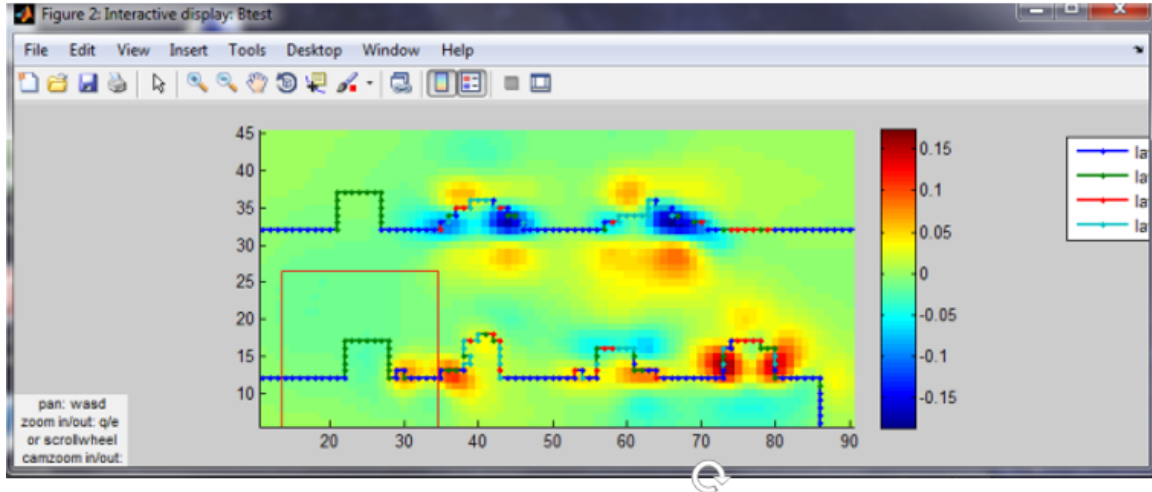 Figure 2: Interactive display: Btest
File Edit View Insert Tools Desktop Window Help
45
40
35
30
25
20
15
10
20 30 40 50 60 70 80 90
0.15
0.1
0.05
0
-0.05
-0.1
-0.15
la
la
la
la
pan: wasd
zoom in/out: q/e
or scrollwheel
camzoom in/out: